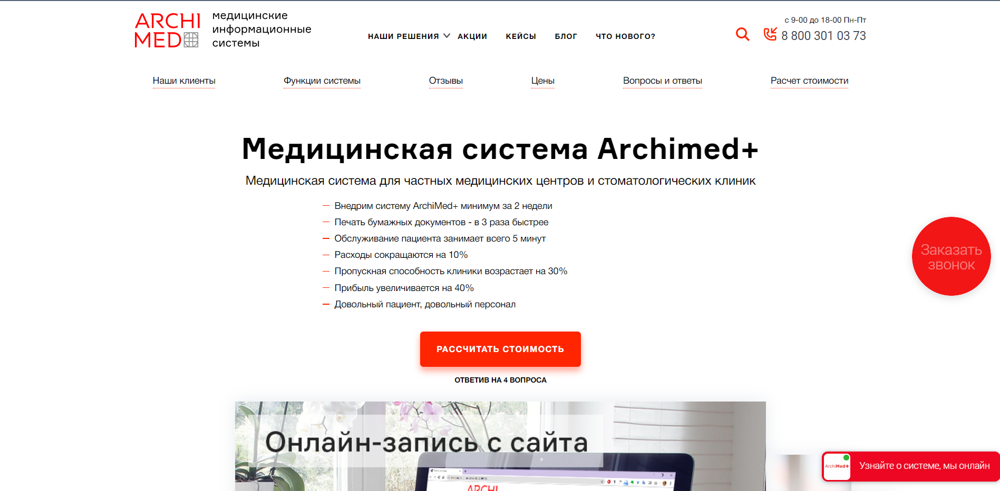 ARCHI
MED
медицинские
информационные
системы
НАШИ РЕШЕНИЯ
АКЦИИ
КЕЙСЫ
БЛОГ
ЧТО НОВОГО?
с 9-00 до 18-00 Пн-Пт
8 800 301 03 73
Наши клиенты
Функции системы
Отзывы
Цены
Вопросы и ответы
Расчет стоимости
Медицинская система Archimed+
Медицинская система для частных медицинских центров и стоматологических клиник
— Внедрим систему ArchiMed+ минимум за 2 недели
— Печать бумажных документов - в 3 раза быстрее
— Обслуживание пациента занимает всего 5 минут
— Расходы сокращаются на 10%
— Пропускная способность клиники возрастает на 30%
— Прибыль увеличивается на 40%
— Довольный пациент, довольный персонал
Заказать
звонок
РАССЧИТАТЬ СТОИМОСТЬ
ОТВЕТИВ НА 4 ВОПРОСА
Онлайн-запись с сайта
ARCHI
ArchiMed+
Узнайте о системе, мы онлайн